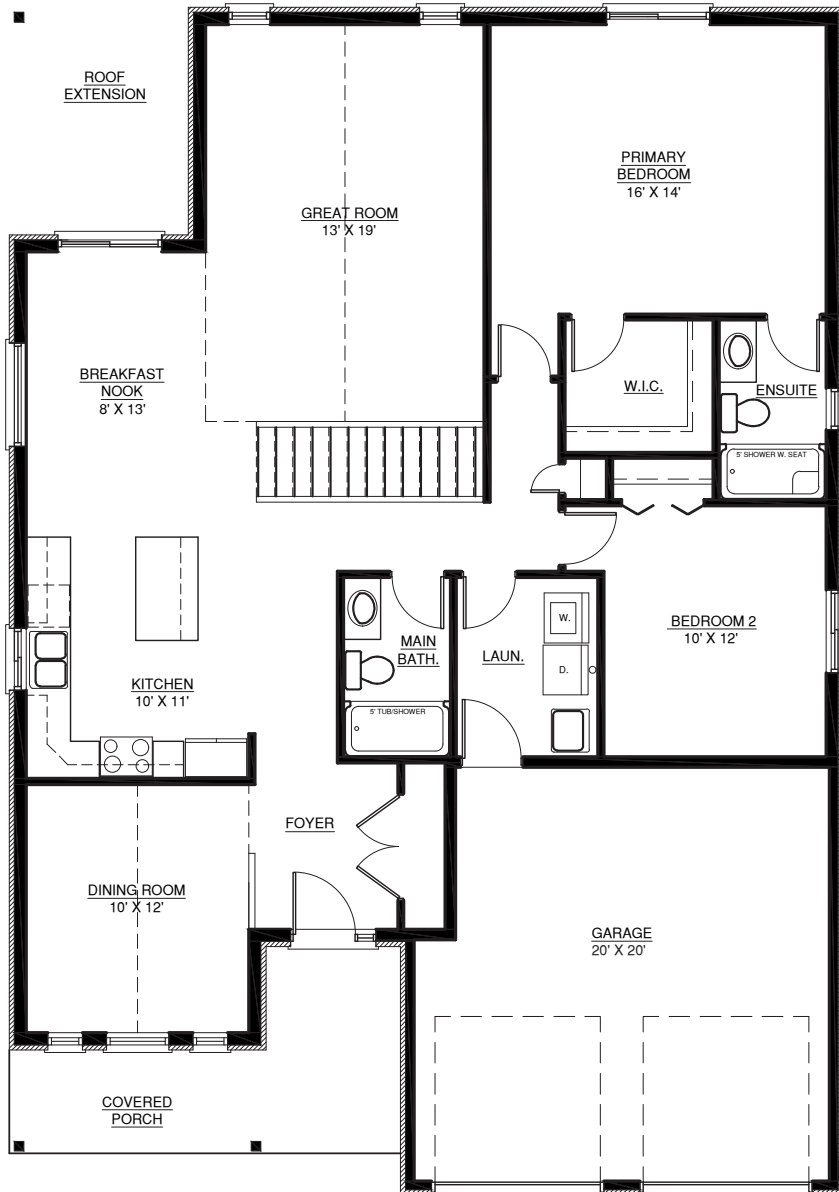 ROOF
EXTENSION
PRIMARY
BEDROOM
16' X 14'
GREAT ROOM
13' X 19'
BREAKFAST
NOOK
8' X 13'
W.I.C.
ENSUITE
5' SHOWER W. SEAT
W.
BEDROOM 2
10' X 12'
MAIN
BATH.
LAUN.
D.
KITCHEN
10' X 11'
5' TUB/SHOWER
FOYER
DINING ROOM
10' X 12'
GARAGE
20' X 20'
COVERED
PORCH